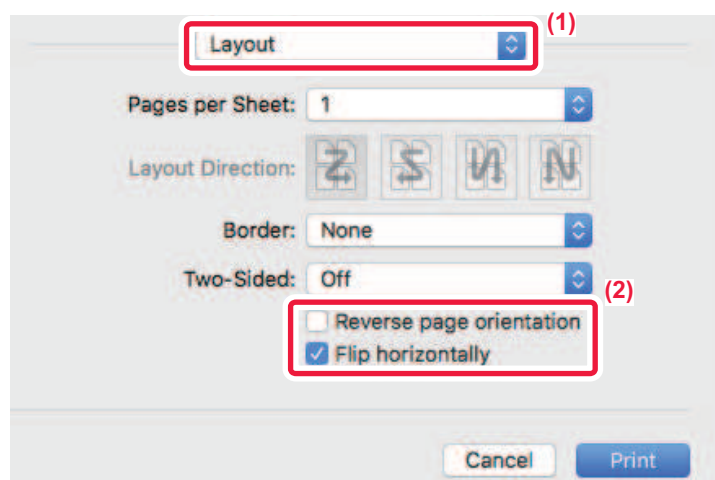 Layout (1)
Pages per Sheet: 1
Layout Direction:
Border: None
Two-Sided: Off
(2)
Reverse page orientation
Flip horizontally
Cancel Print